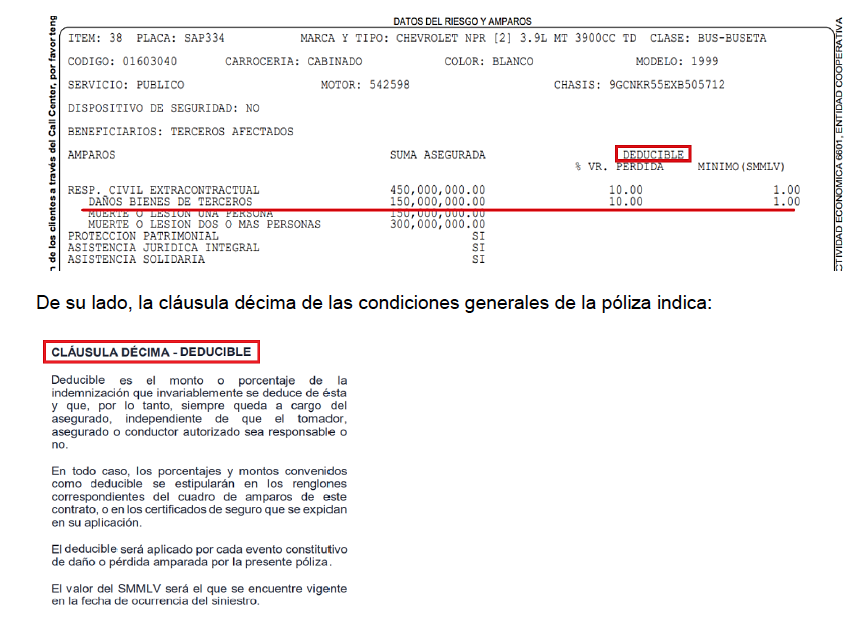 DATOS DEL RIESGO Y AMPAROS
ITEM: 38 PLACA: SAP334 MARCA Y TIPO: CHEVROLET NPR [2] 3.9L MT 3900CC TD CLASE: BUS-BUSETA
CODIGO: 01603040 CARROCERIA: CABINADO COLOR: BLANCO MODELO: 1999
SERVICIO: PUBLICO MOTOR: 542598 CHASIS: 9GCNKR55EXB505712
DISPOSITIVO DE SEGURIDAD: NO
BENEFICIARIOS: TERCEROS AFECTADOS
AMPAROS SUMA ASEGURADA DEDUCIBLE
% VR. PERDIDA MINIMO(SMMLV)
RESP. CIVIL EXTRACONTRACTUAL 450,000,000.00 10.00 1.00
DAÑOS BIENES DE TERCEROS 150,000,000.00 10.00 1.00
MUERTE O LESION UNA PERSONA 150,000,000.00
MUERTE O LESION DOS O MAS PERSONAS 300,000,000.00
PROTECCION PATRIMONIAL SI
ASISTENCIA JURIDICA INTEGRAL SI
ASISTENCIA SOLIDARIA SI
n de los clientes a través del Call Center, por favor teng
CTIVIDAD ECONOMICA 6601, ENTIDAD COOPERATIVA
De su lado, la cláusula décima de las condiciones generales de la póliza indica:
CLÁUSULA DÉCIMA - DEDUCIBLE
Deducible es el monto o porcentaje de la
indemnización que invariablemente se deduce de ésta
y que, por lo tanto, siempre queda a cargo del
asegurado, independiente de que el tomador,
asegurado o conductor autorizado sea responsable o
no.
En todo caso, los porcentajes y montos convenidos
como deducible se estipularán en los renglones
correspondientes del cuadro de amparos de este
contrato, o en los certificados de seguro que se expidan
en su aplicación.
El deducible será aplicado por cada evento constitutivo
de daño o pérdida amparada por la presente póliza.
El valor del SMMLV será el que se encuentre vigente
en la fecha de ocurrencia del siniestro.